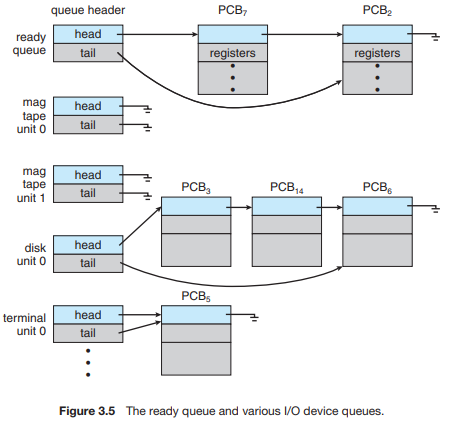 queue header
PCB₇
PCB₂
ready
queue
head
tail
registers
registers
mag
tape
unit 0
head
tail
mag
tape
unit 1
head
tail
PCB₃
PCB₁₄
PCB₆
disk
unit 0
head
tail
PCB₅
terminal
unit 0
head
tail
Figure 3.5 The ready queue and various I/O device queues.